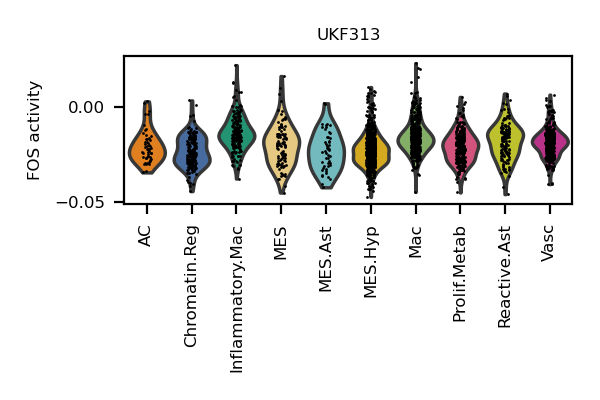 UKF313
FOS activity
0.00
−0.05
AC
Chromatin.Reg
Inflammatory.Mac
MES
MES.Ast
MES.Hyp
Mac
Prolif.Metab
Reactive.Ast
Vasc